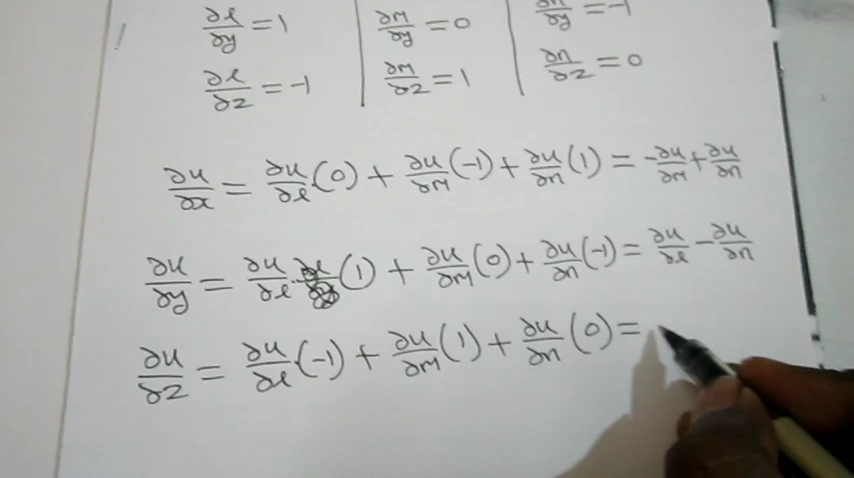 ∂l/∂y = 1 | ∂m/∂y = 0 | ∂n/∂y = -1
∂l/∂z = -1 | ∂m/∂z = 1 | ∂n/∂z = 0
∂u/∂x = ∂u/∂l·(0) + ∂u/∂m(-1) + ∂u/∂n(1) = -∂u/∂m + ∂u/∂n
∂u/∂y = ∂u/∂l·(1) + ∂u/∂m(0) + ∂u/∂n(-1) = ∂u/∂l - ∂u/∂n
∂u/∂z = ∂u/∂l·(-1) + ∂u/∂m(1) + ∂u/∂n(0) =